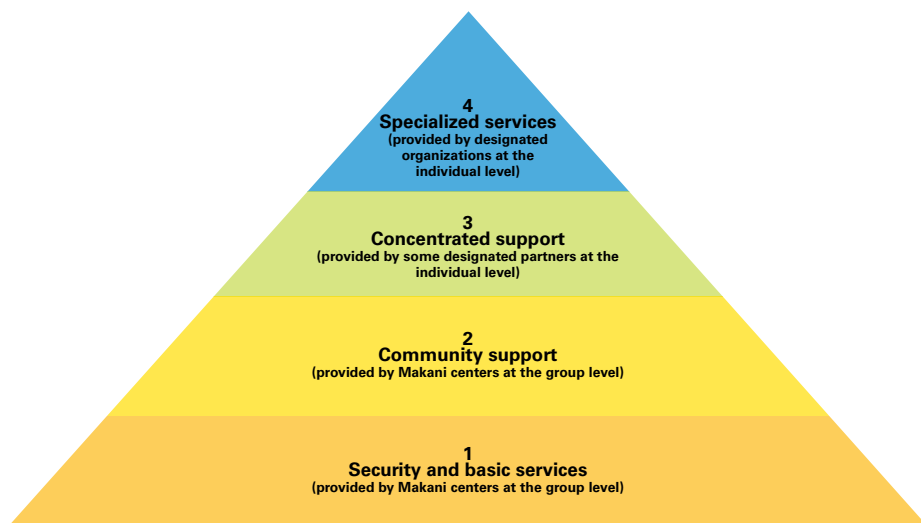 4
Specialized services
(provided by designated
organizations at the
individual level)
3
Concentrated support
(provided by some designated partners at the
individual level)
2
Community support
(provided by Makani centers at the group level)
1
Security and basic services
(provided by Makani centers at the group level)